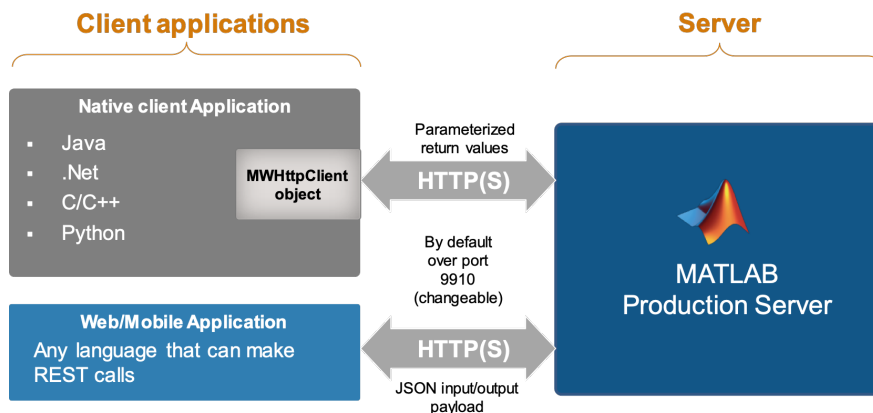 Client applications
Server
Native client Application
▪ Java
▪ .Net
▪ C/C++
▪ Python
MWHttpClient
object
Parameterized
return values
HTTP(S)
By default
over port
9910
(changeable)
MATLAB
Production Server
Web/Mobile Application
Any language that can make
REST calls
HTTP(S)
JSON input/output
payload